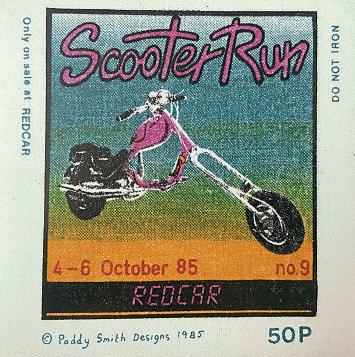 Scooter Run
Only on sale at REDCAR
DO NOT IRON
4-6 October 85 no.9
REDCAR
© Paddy Smith Designs 1985
50P